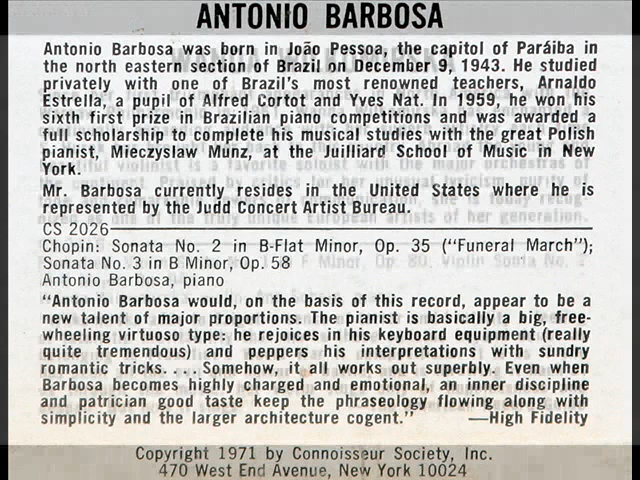 ANTONIO BARBOSA
Antonio Barbosa was born in João Pessoa, the capitol of Paráiba in
the north eastern section of Brazil on December 9, 1943. He studied
privately with one of Brazil's most renowned teachers, Arnaldo
Estrella, a pupil of Alfred Cortot and Yves Nat. In 1959, he won his
sixth first prize in Brazilian piano competitions and was awarded a
full scholarship to complete his musical studies with the great Polish
pianist, Mieczyslaw Munz, at the Juilliard School of Music in New
York.
Mr. Barbosa currently resides in the United States where he is
represented by the Judd Concert Artist Bureau.
CS 2026
Chopin: Sonata No. 2 in B-Flat Minor, Op. 35 ("Funeral March");
Sonata No. 3 in B Minor, Op. 58
Antonio Barbosa, piano
"Antonio Barbosa would, on the basis of this record, appear to be a
new talent of major proportions. The pianist is basically a big, free-
wheeling virtuoso type: he rejoices in his keyboard equipment (really
quite tremendous) and peppers his interpretations with sundry
romantic tricks. . . . Somehow, it all works out superbly. Even when
Barbosa becomes highly charged and emotional, an inner discipline
and patrician good taste keep the phraseology flowing along with
simplicity and the larger architecture cogent." —High Fidelity
Copyright 1971 by Connoisseur Society, Inc.
470 West End Avenue, New York 10024